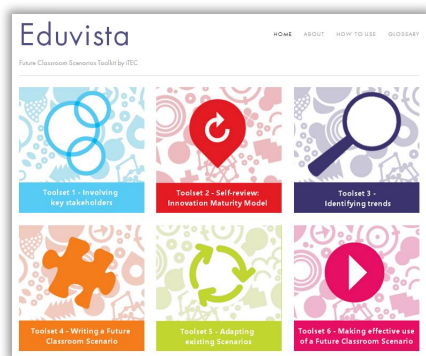 Eduvista
HOME ABOUT HOW TO USE GLOSSARY
Future Classroom Scenarios Toolkit by iTEC
Toolset 1 - Involving
key stakeholders
Toolset 2 - Self-review:
Innovation Maturity Model
Toolset 3 -
Identifying trends
Toolset 4 - Writing a Future
Classroom Scenario
Toolset 5 - Adapting
existing Scenarios
Toolset 6 - Making effective use
of a Future Classroom Scenario